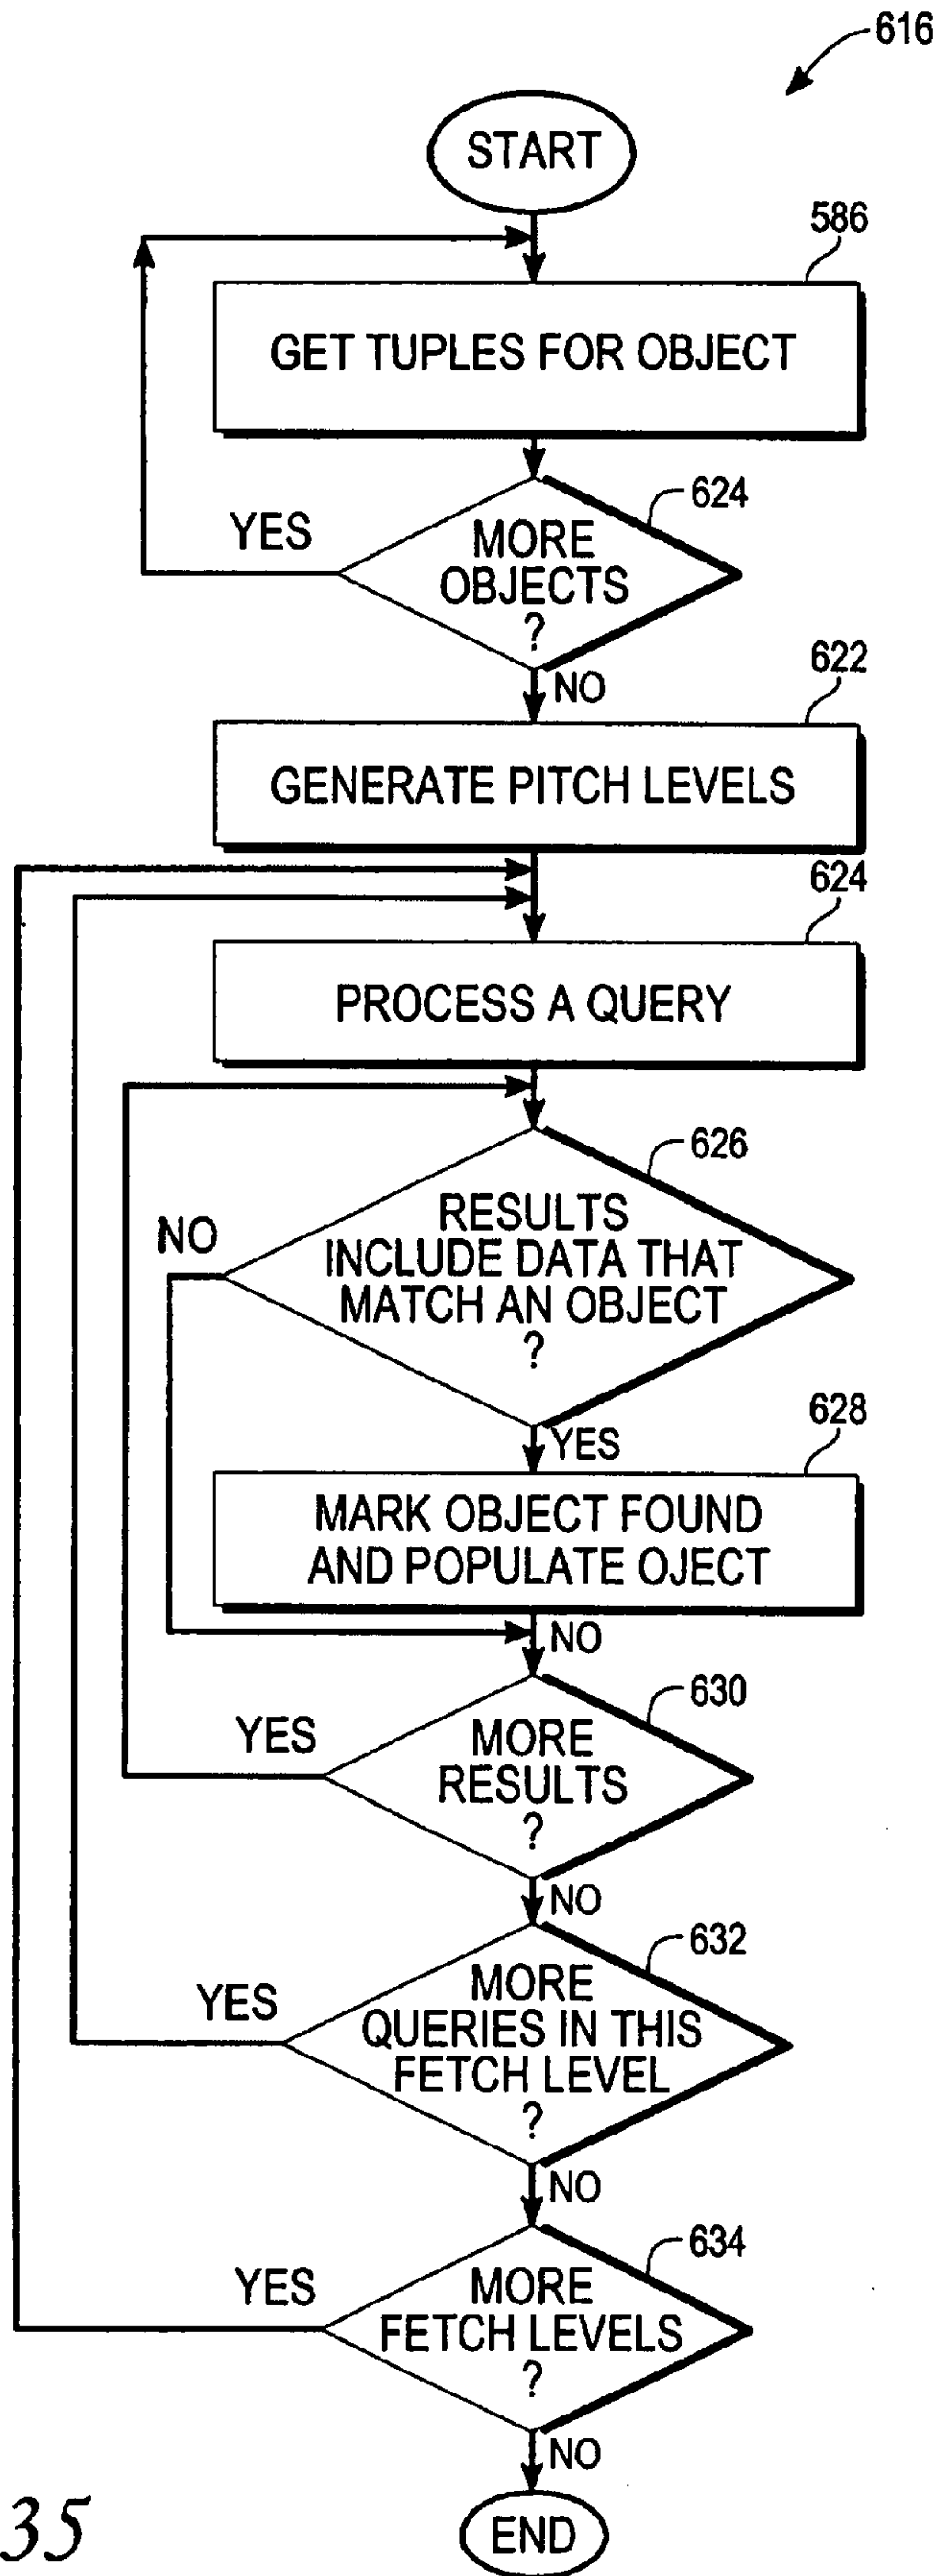 616
START
586
GET TUPLES FOR OBJECT
624
YES
MORE
OBJECTS
?
NO
622
GENERATE PITCH LEVELS
624
PROCESS A QUERY
626
NO
RESULTS
INCLUDE DATA THAT
MATCH AN OBJECT
?
YES
628
MARK OBJECT FOUND
AND POPULATE OJECT
NO
630
YES
MORE
RESULTS
?
NO
632
YES
MORE
QUERIES IN THIS
FETCH LEVEL
?
NO
634
YES
MORE
FETCH LEVELS
?
NO
END
35